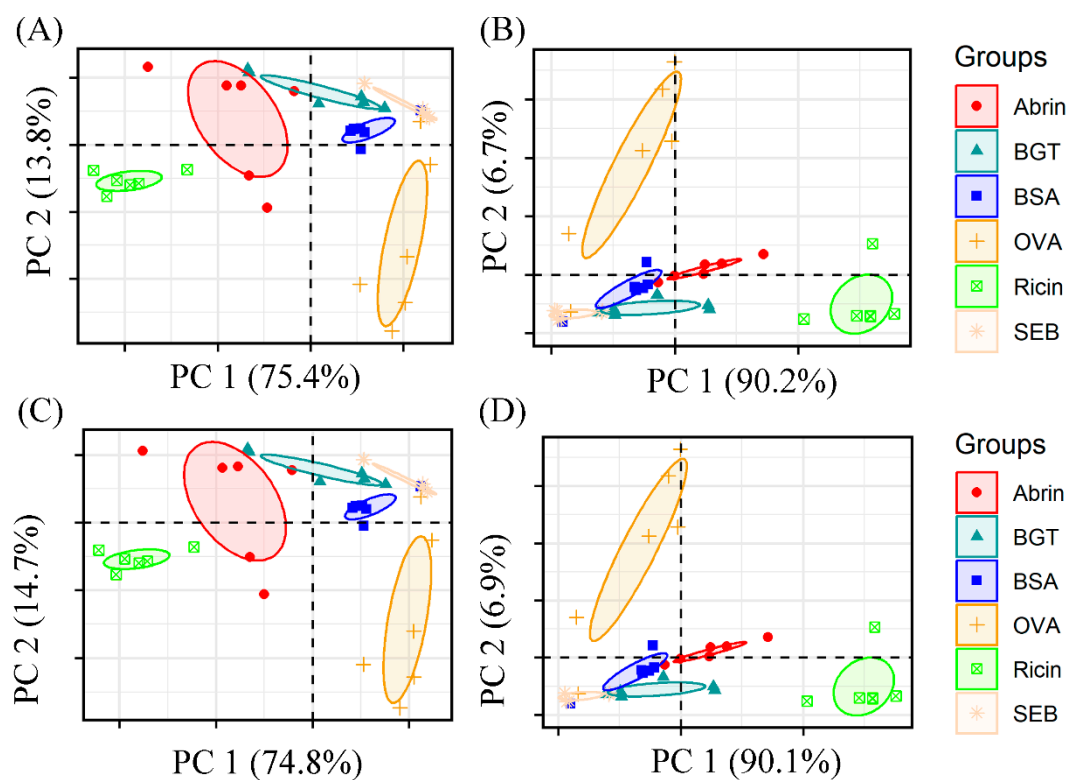 (A)
PC 2 (13.8%)
PC 1 (75.4%)
(B)
PC 2 (6.7%)
PC 1 (90.2%)
Groups
Abrin
BGT
BSA
OVA
Ricin
SEB
(C)
PC 2 (14.7%)
PC 1 (74.8%)
(D)
PC 2 (6.9%)
PC 1 (90.1%)
Groups
Abrin
BGT
BSA
OVA
Ricin
SEB